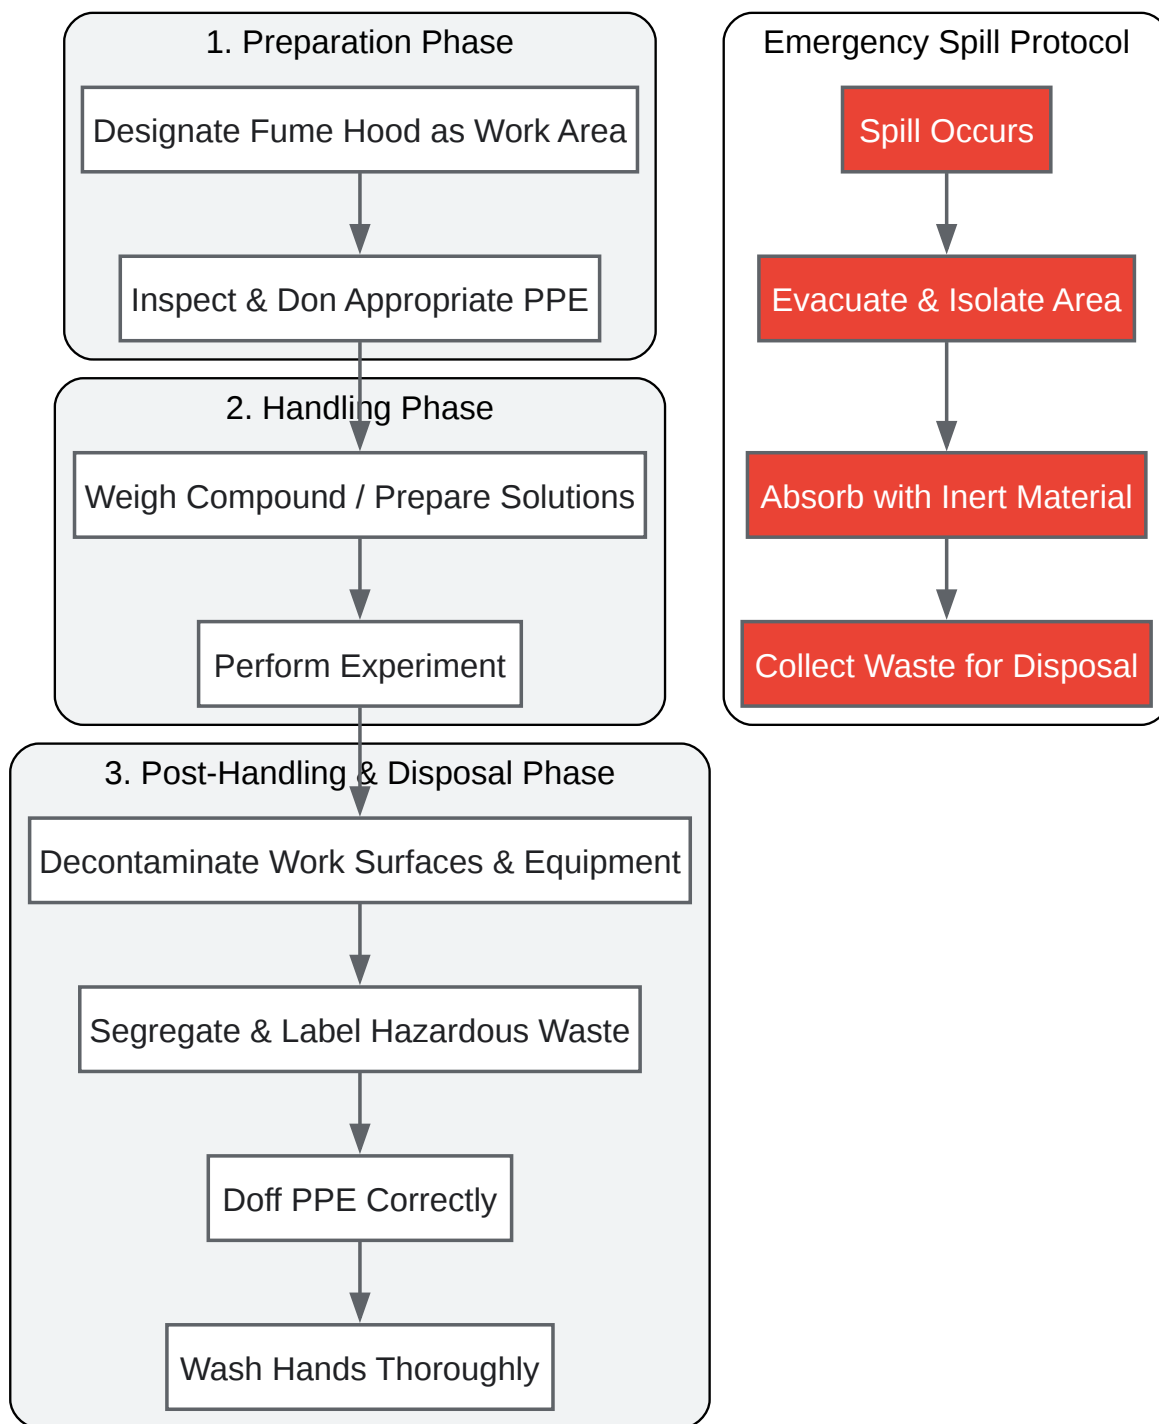 1. Preparation Phase
Designate Fume Hood as Work Area
Inspect & Don Appropriate PPE
2. Handling Phase
Weigh Compound / Prepare Solutions
Perform Experiment
3. Post-Handling & Disposal Phase
Decontaminate Work Surfaces & Equipment
Segregate & Label Hazardous Waste
Doff PPE Correctly
Wash Hands Thoroughly
Emergency Spill Protocol
Spill Occurs
Evacuate & Isolate Area
Absorb with Inert Material
Collect Waste for Disposal